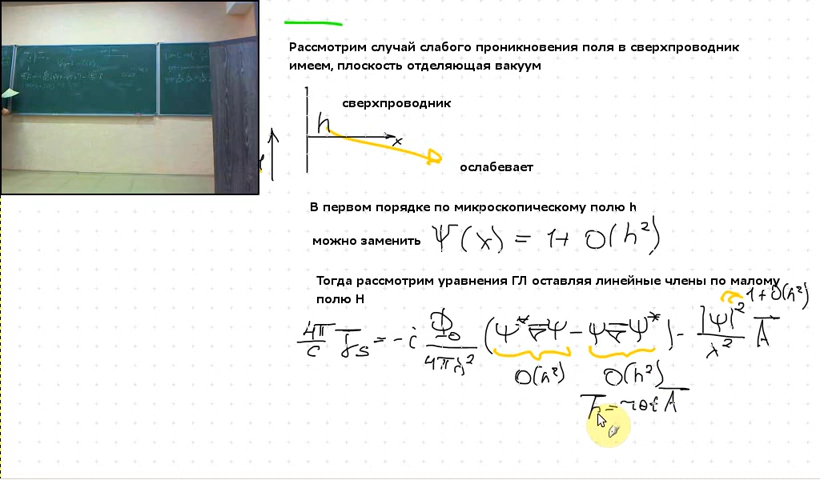 Рассмотрим случай слабого проникновения поля в сверхпроводник
имеем, плоскость отделяющая вакуум
сверхпроводник
h
x
ослабевает
В первом порядке по микроскопическому полю h
можно заменить Ψ(x) = 1 + O(h²)
Тогда рассмотрим уравнения ГЛ оставляя линейные члены по малому
полю H
1+O(h²)
4π/c j̅s = -i Φ₀/4πλ² (Ψ*∇̅Ψ - Ψ∇̅Ψ*) - |Ψ|²/λ² A̅
O(h²) O(h²)
h̅ = rot A̅